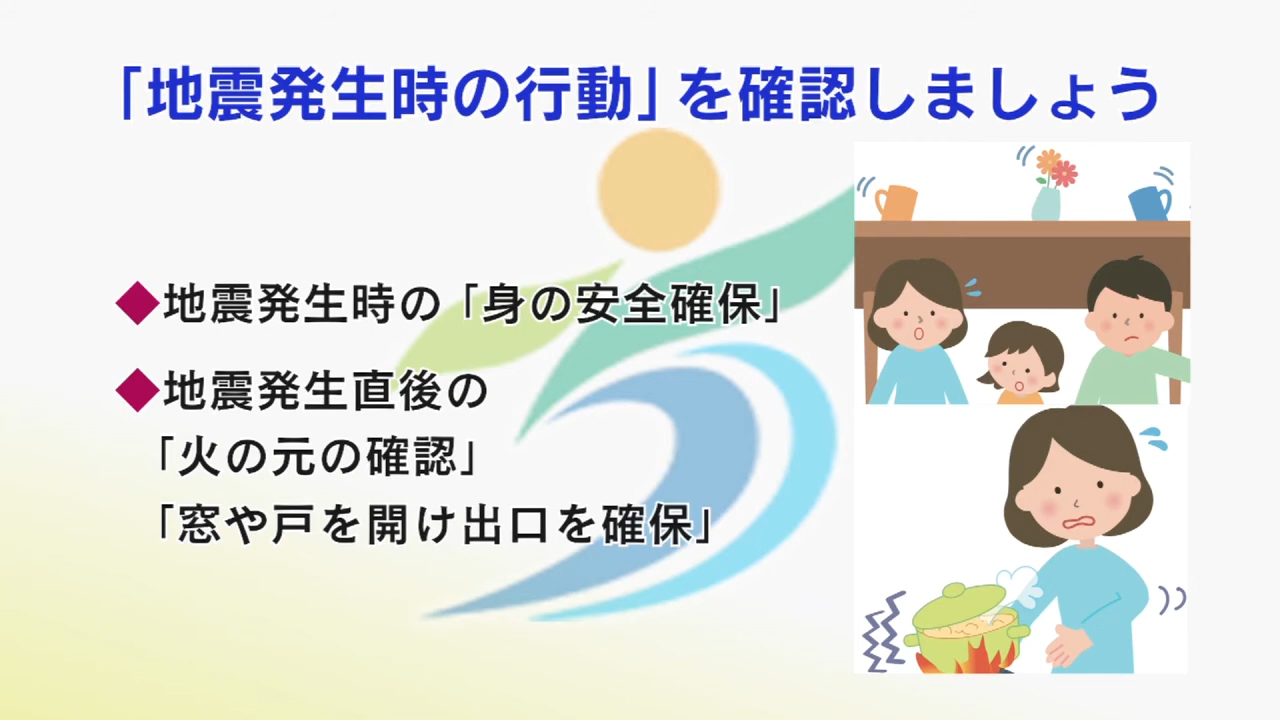 「地震発生時の行動」を確認しましょう
◆地震発生時の「身の安全確保」
◆地震発生直後の
「火の元の確認」
「窓や戸を開け出口を確保」